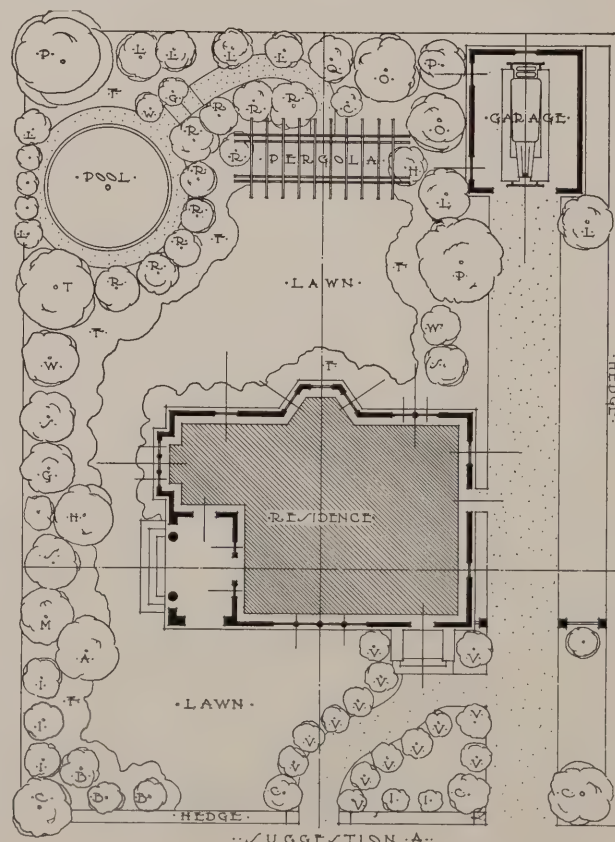 P.
L
L
L
L
O
O.
P.
F
W
G
R
R
R
C
O
GARAGE
L
POOL
R
R
R
PERGOLA
H
R
L
L
L
R
R
F
T
R
R
LAWN
F
P
F
W
W
S
F
J
G
H
RESIDENCE
HEDGE
S
M
A
V
V
F
LAWN
I
I
I
B
B
B
C
V
V
V
V
V
V
V
V
V
V
V
V
V
C
V
I
I
C
C
HEDGE
SUGGESTION A